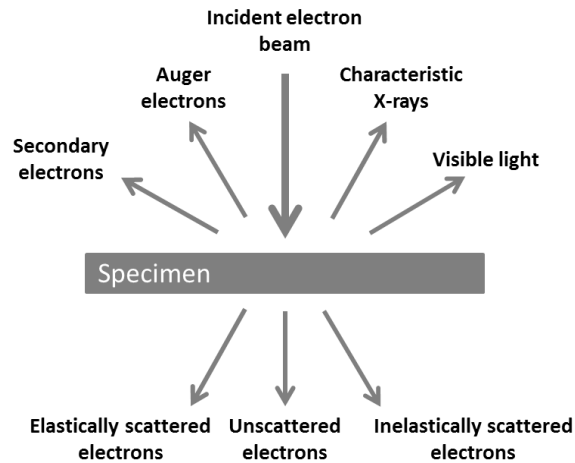 Incident electron
beam
Auger
electrons
Characteristic
X-rays
Secondary
electrons
Visible light
Specimen
Elastically scattered
electrons
Unscattered
electrons
Inelastically scattered
electrons